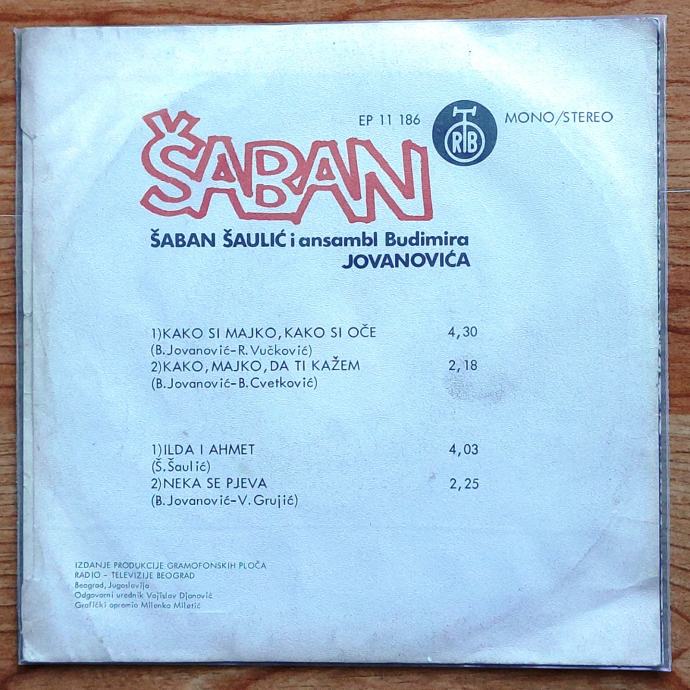 EP 11 186
RTB
MONO/STEREO
ŠABAN
ŠABAN ŠAULIĆ i ansambl Budimira
JOVANOVIĆA
1)KAKO SI MAJKO, KAKO SI OČE 4,30
(B.Jovanović-R.Vučković)
2)KAKO, MAJKO, DA TI KAŽEM 2,18
(B.Jovanović-B.Cvetković)
1)ILDA I AHMET 4,03
(Š.Šaulić)
2)NEKA SE PJEVA 2,25
(B.Jovanović-V.Grujić)
IZDANJE PRODUKCIJE GRAMOFONSKIH PLOČA
RADIO - TELEVIZIJE BEOGRAD
Beograd, Jugoslavija
Odgovorni urednik Vojislav Djonović
Grafički opremio Milenko Miletić